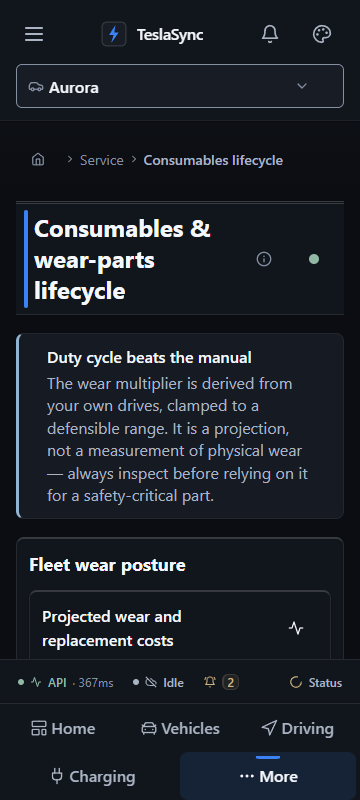 TeslaSync
Aurora
Service
Consumables lifecycle
Consumables &
wear-parts
lifecycle
Duty cycle beats the manual
The wear multiplier is derived from
your own drives, clamped to a
defensible range. It is a projection,
not a measurement of physical wear
— always inspect before relying on it
for a safety-critical part.
Fleet wear posture
Projected wear and
replacement costs
API · 367ms
Idle
2
Status
Home
Vehicles
Driving
Charging
More